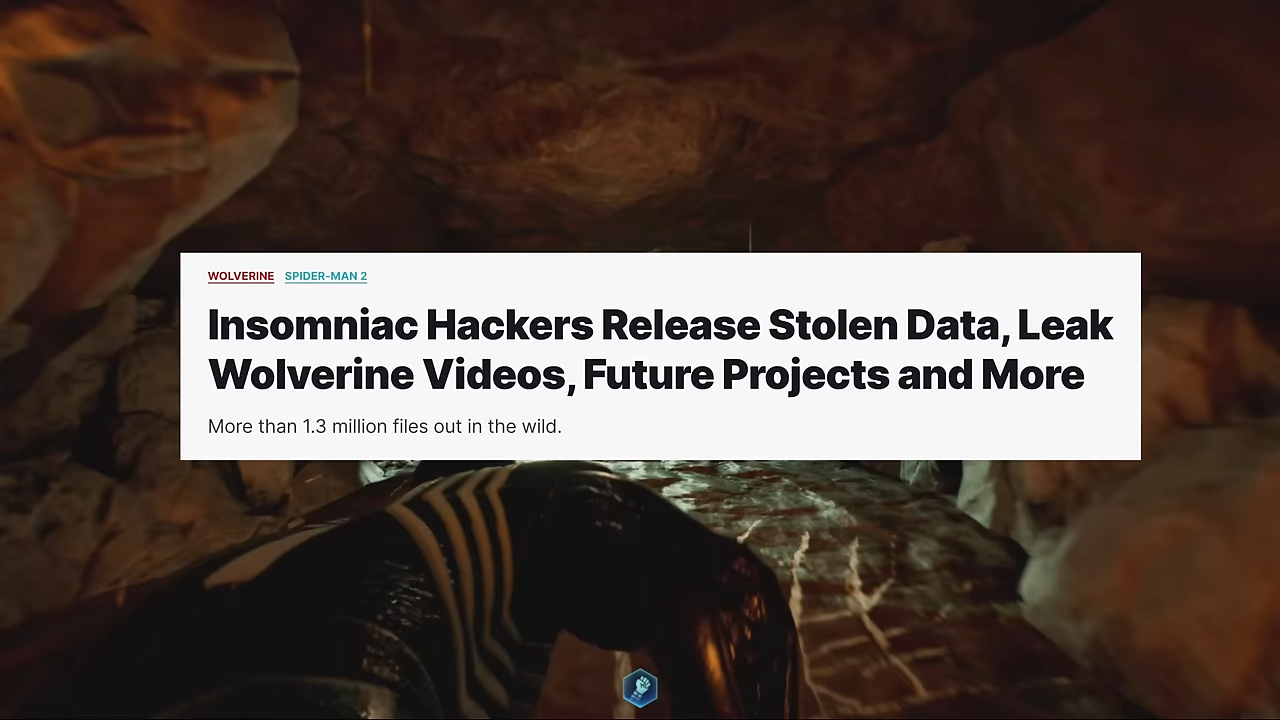 WOLVERINE SPIDER-MAN 2
Insomniac Hackers Release Stolen Data, Leak
Wolverine Videos, Future Projects and More
More than 1.3 million files out in the wild.